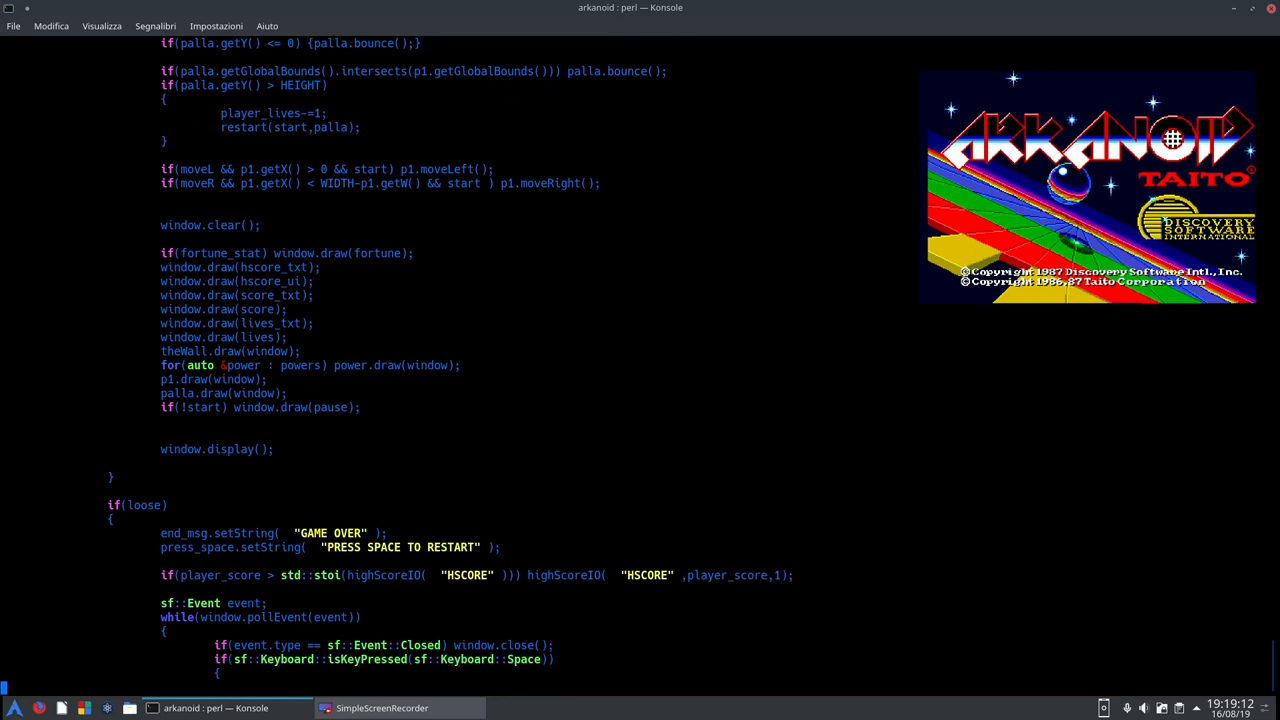 arkanoid : perl — Konsole
File Modifica Visualizza Segnalibri Impostazioni Aiuto
if(palla.getY() <= 0) {palla.bounce();}
if(palla.getGlobalBounds().intersects(p1.getGlobalBounds())) palla.bounce();
if(palla.getY() > HEIGHT)
{
player_lives-=1;
restart(start,palla);
}
if(moveL && p1.getX() > 0 && start) p1.moveLeft();
if(moveR && p1.getX() < WIDTH-p1.getW() && start ) p1.moveRight();
window.clear();
if(fortune_stat) window.draw(fortune);
window.draw(hscore_txt);
window.draw(hscore_ui);
window.draw(score_txt);
window.draw(score);
window.draw(lives_txt);
window.draw(lives);
theWall.draw(window);
for(auto &power : powers) power.draw(window);
p1.draw(window);
palla.draw(window);
if(!start) window.draw(pause);
window.display();
}
if(loose)
{
end_msg.setString( "GAME OVER" );
press_space.setString( "PRESS SPACE TO RESTART" );
if(player_score > std::stoi(highScoreIO( "HSCORE" ))) highScoreIO( "HSCORE" ,player_score,1);
sf::Event event;
while(window.pollEvent(event))
{
if(event.type == sf::Event::Closed) window.close();
if(sf::Keyboard::isKeyPressed(sf::Keyboard::Space))
{
ARKANOID
TAITO®
DISCOVERY
SOFTWARE
INTERNATIONAL
©Copyright 1987 Discovery Software Intl., Inc.
©Copyright 1986,87 Taito Corporation
arkanoid : perl — Konsole
SimpleScreenRecorder
19:19:12
16/08/19